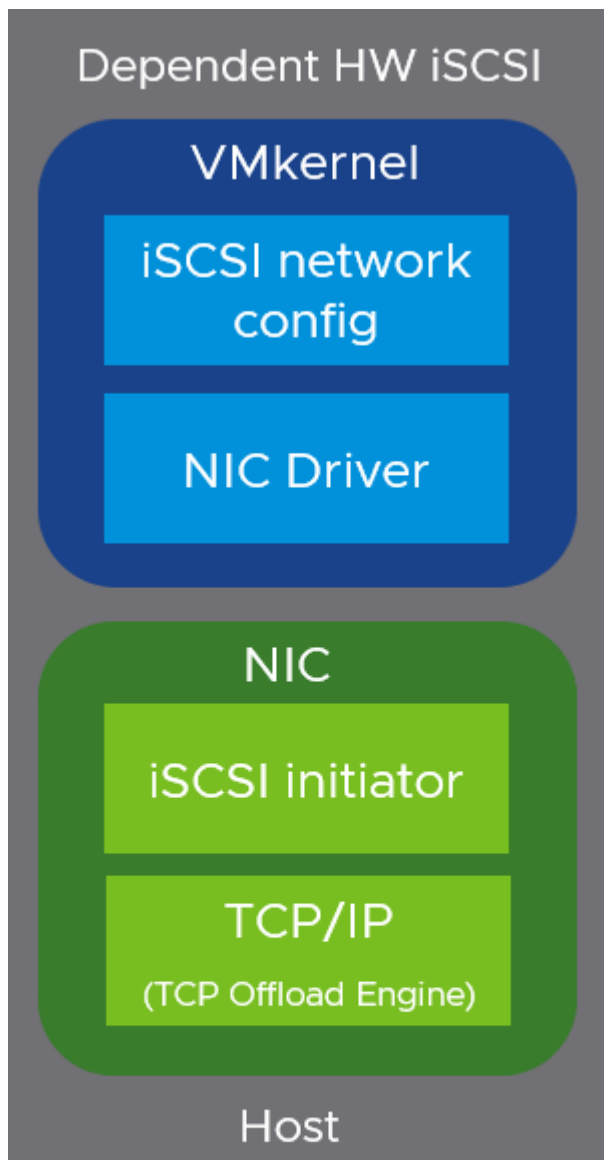 Dependent HW iSCSI
VMkernel
iSCSI network
config
NIC Driver
NIC
iSCSI initiator
TCP/IP
(TCP Offload Engine)
Host